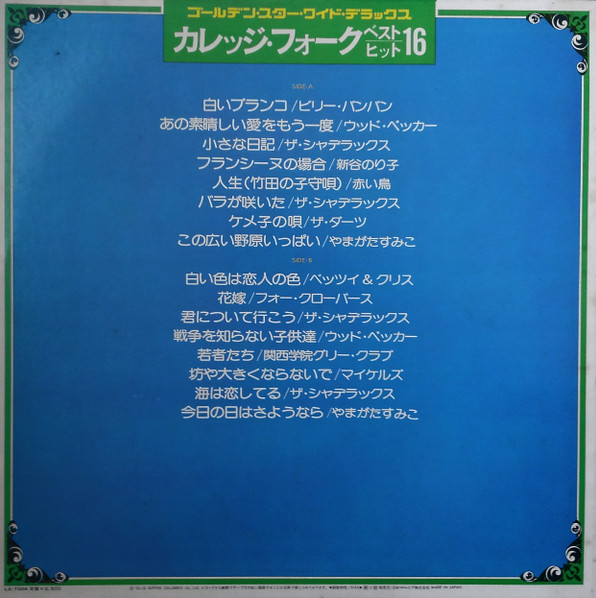 ゴールデン・スター・ワイド・デラックス
カレッジ・フォーク ベスト ヒット 16
SIDE・A
白いブランコ/ビリー・バンバン
あの素晴しい愛をもう一度/ウッド・ペッカー
小さな日記/ザ・シャデラックス
フランシーヌの場合/新谷のり子
人生(竹田の子守唄)/赤い鳥
バラが咲いた/ザ・シャデラックス
ケメ子の唄/ザ・ダーツ
この広い野原いっぱい/やまがたすみこ
SIDE・B
白い色は恋人の色/ベッツイ&クリス
花嫁/フォー・クローバース
君について行こう/ザ・シャデラックス
戦争を知らない子供達/ウッド・ペッカー
若者たち/関西学院グリー・クラブ
坊や大きくならないで/マイケルズ
海は恋してる/ザ・シャデラックス
今日の日はさようなら/やまがたすみこ